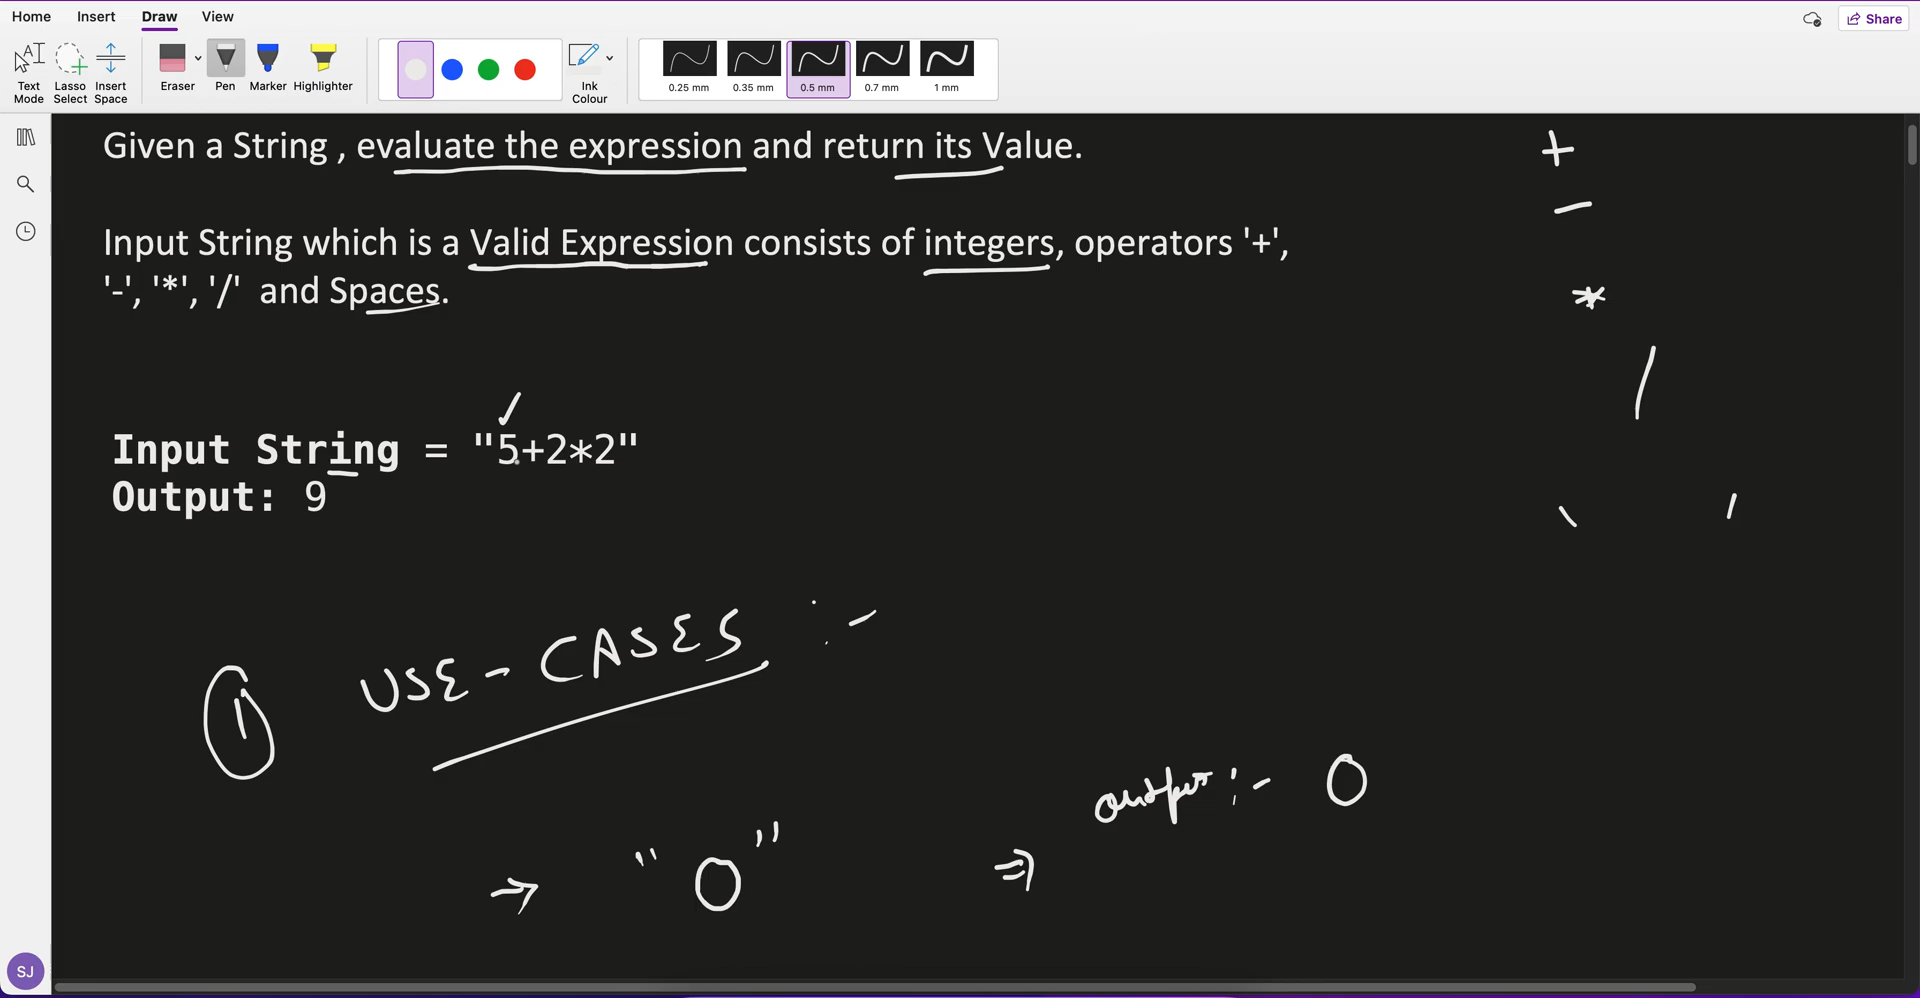 Home Insert Draw View
Share
Text Mode
Lasso Select
Insert Space
Eraser
Pen
Marker
Highlighter
Ink Colour
0.25 mm
0.35 mm
0.5 mm
0.7 mm
1 mm
Given a String , evaluate the expression and return its Value.
+
-
Input String which is a Valid Expression consists of integers, operators '+',
'-', '*', '/' and Spaces.
*
/
Input String = "5+2*2"
Output: 9
' '
① USE - CASES :-
output :- 0
→ "0" ⇒
SJ